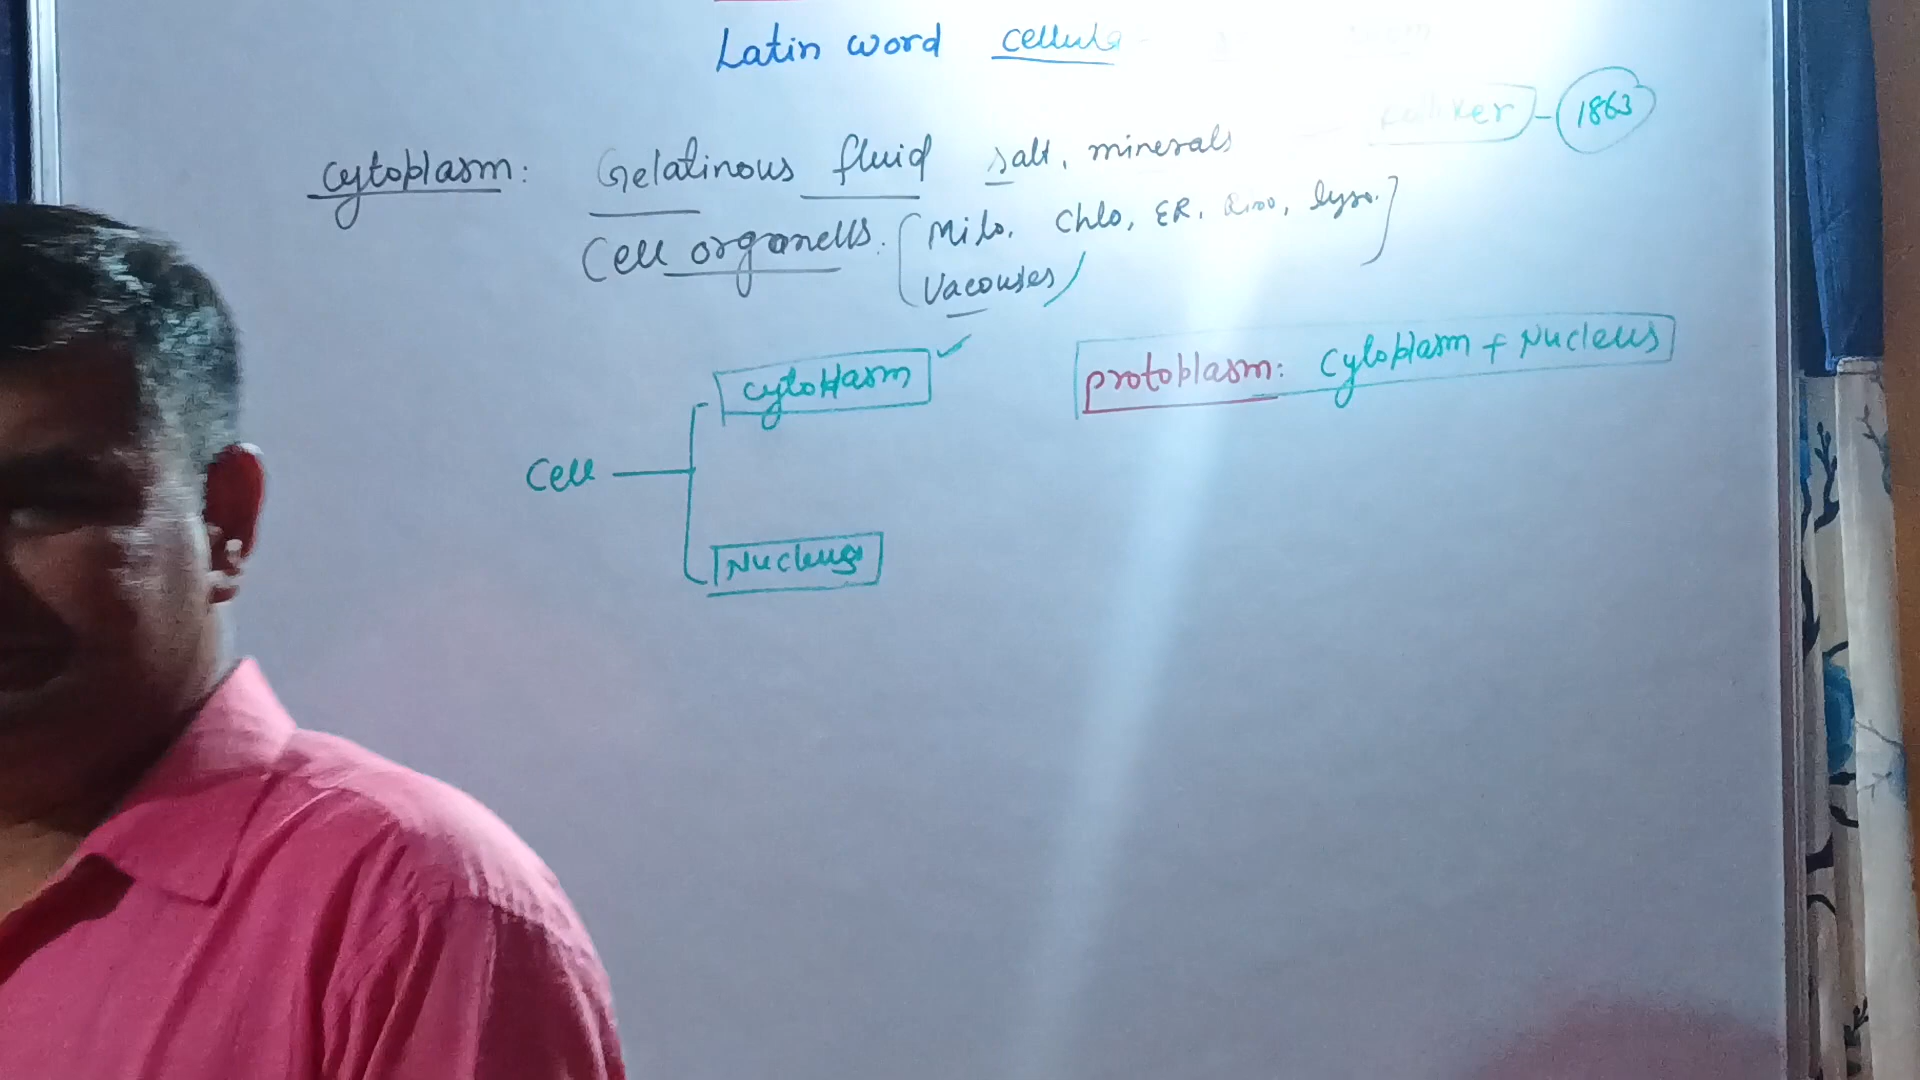 Latin word cellula
Kolliker - 1863
cytoplasm: Gelatinous fluid salt, minerals
Cell organells. [Mito, Chlo, ER, Ribo, lyso.]
Vacoules
cytoplasm
protoplasm: Cytoplasm + Nucleus
Cell
Nucleus